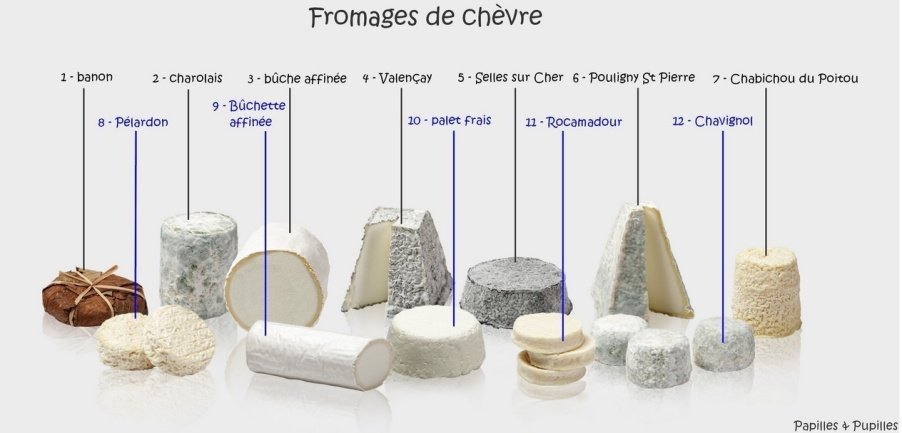 Fromages de chèvre
1 - banon
2 - charolais
3 - bûche affinée
4 - Valençay
5 - Selles sur Cher
6 - Pouligny St Pierre
7 - Chabichou du Poitou
8 - Pélardon
9 - Bûchette
affinée
10 - palet frais
11 - Rocamadour
12 - Chavignol
Papilles & Pupilles